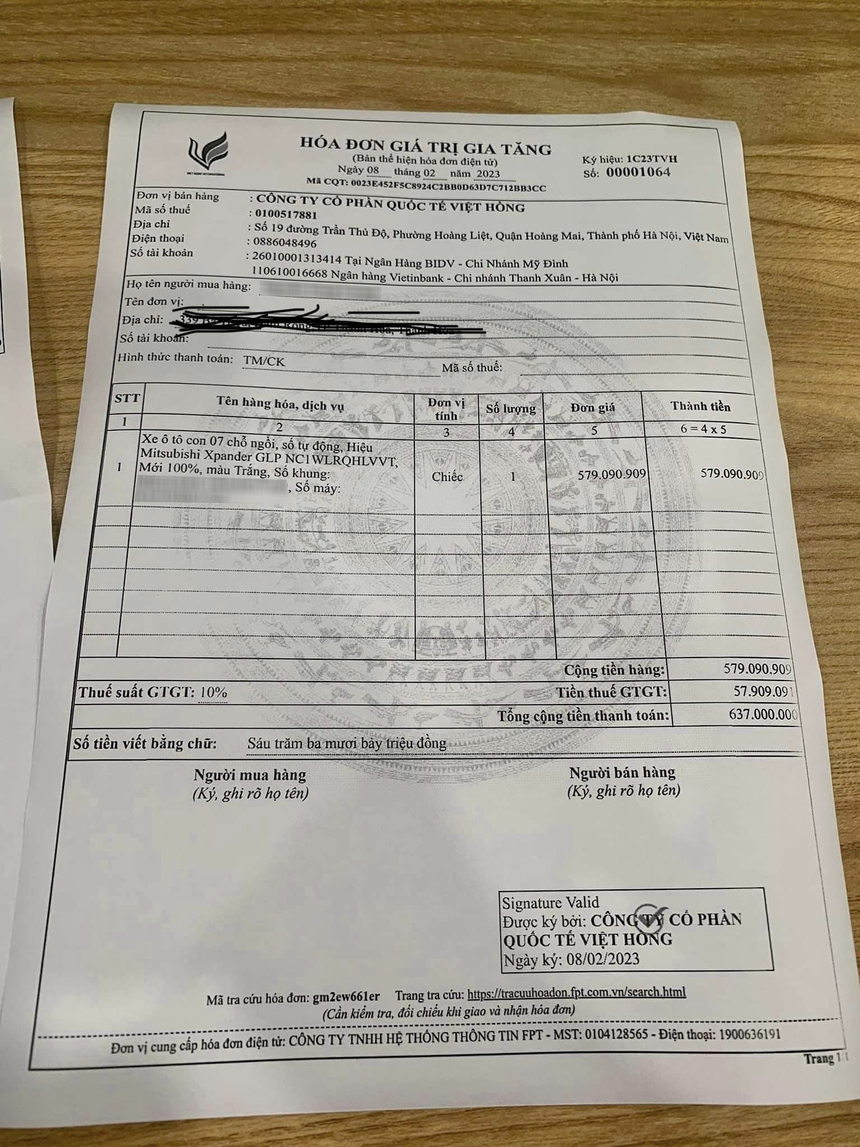 VIET HONG INTERNATIONAL
HÓA ĐƠN GIÁ TRỊ GIA TĂNG
(Bản thể hiện hóa đơn điện tử)
Ngày 08 tháng 02 năm 2023
Mã CQT: 0023E452F5C8924C2BB0D63D7C712BB3CC
Ký hiệu: 1C23TVH
Số: 00001064
Đơn vị bán hàng : CÔNG TY CỔ PHẦN QUỐC TẾ VIỆT HỒNG
Mã số thuế : 0100517881
Địa chỉ : Số 19 đường Trần Thủ Độ, Phường Hoàng Liệt, Quận Hoàng Mai, Thành phố Hà Nội, Việt Nam
Điện thoại : 0886048496
Số tài khoản : 26010001313414 Tại Ngân Hàng BIDV - Chi Nhánh Mỹ Đình
110610016668 Ngân hàng Vietinbank - Chi nhánh Thanh Xuân - Hà Nội
Họ tên người mua hàng:
Tên đơn vị:
Địa chỉ:
Số tài khoản:
Hình thức thanh toán: TM/CK Mã số thuế:
STT Tên hàng hóa, dịch vụ Đơn vị tính Số lượng Đơn giá Thành tiền
1 2 3 4 5 6 = 4 x 5
1 Xe ô tô con 07 chỗ ngồi, số tự động, Hiệu
Mitsubishi Xpander GLP NC1WLRQHLVVT,
Mới 100%, màu Trắng, Số khung:
, Số máy:
Chiếc 1 579.090.909 579.090.909
Cộng tiền hàng: 579.090.909
Thuế suất GTGT: 10% Tiền thuế GTGT: 57.909.091
Tổng cộng tiền thanh toán: 637.000.000
Số tiền viết bằng chữ: Sáu trăm ba mươi bảy triệu đồng
Người mua hàng Người bán hàng
(Ký, ghi rõ họ tên) (Ký, ghi rõ họ tên)
Signature Valid
Được ký bởi: CÔNG TY CỔ PHẦN
QUỐC TẾ VIỆT HỒNG
Ngày ký: 08/02/2023
Mã tra cứu hóa đơn: gm2ew661er Trang tra cứu: https://tracuuhoadon.fpt.com.vn/search.html
(Cần kiểm tra, đối chiếu khi giao và nhận hóa đơn)
Đơn vị cung cấp hóa đơn điện tử: CÔNG TY TNHH HỆ THỐNG THÔNG TIN FPT - MST: 0104128565 - Điện thoại: 1900636191
Trang 1/1